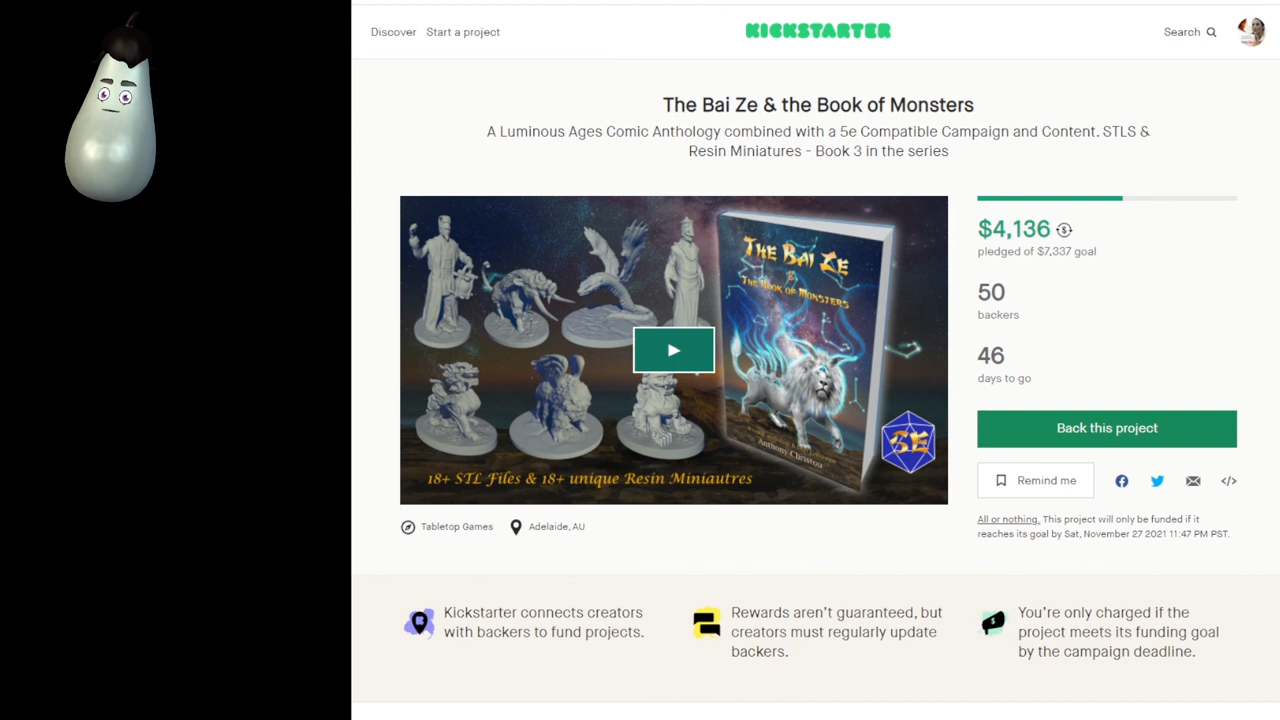 Discover Start a project
KICKSTARTER
Search
The Bai Ze & the Book of Monsters
A Luminous Ages Comic Anthology combined with a 5e Compatible Campaign and Content. STLS &
Resin Miniatures - Book 3 in the series
THE BAI ZE
&
THE BOOK OF MONSTERS
Anthony Christou
5E
18+ STL Files & 18+ unique Resin Miniautres
$4,136
pledged of $7,337 goal
50
backers
46
days to go
Back this project
Remind me
All or nothing. This project will only be funded if it
reaches its goal by Sat, November 27 2021 11:47 PM PST.
Tabletop Games Adelaide, AU
Kickstarter connects creators
with backers to fund projects.
Rewards aren't guaranteed, but
creators must regularly update
backers.
You're only charged if the
project meets its funding goal
by the campaign deadline.